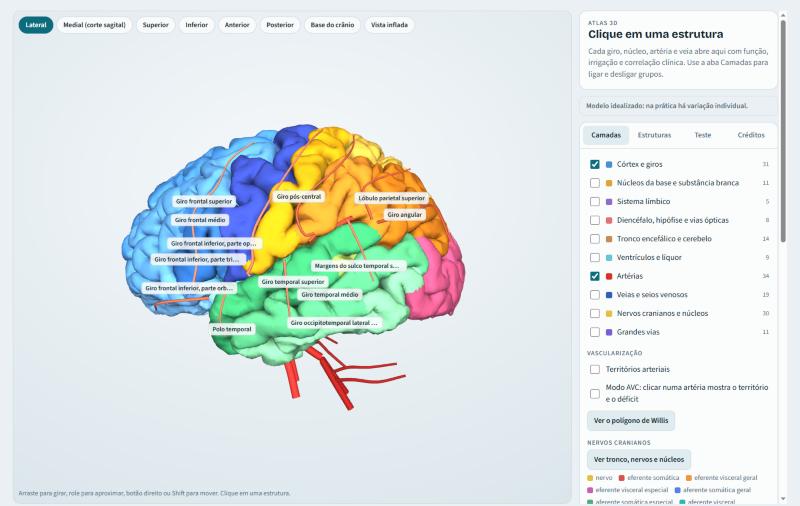 Lateral
Medial (corte sagital)
Superior
Inferior
Anterior
Posterior
Base do crânio
Vista inflada
Giro frontal superior
Giro pós-central
Lóbulo parietal superior
Giro frontal médio
Giro angular
Giro frontal inferior, parte op...
Giro frontal inferior, parte tri...
Margens do sulco temporal s...
Giro frontal inferior, parte orb...
Giro temporal superior
Giro temporal médio
Polo temporal
Giro occipitotemporal lateral ...
Arraste para girar, role para aproximar, botão direito ou Shift para mover. Clique em uma estrutura.
ATLAS 3D
Clique em uma estrutura
Cada giro, núcleo, artéria e veia abre aqui com função,
irrigação e correlação clínica. Use a aba Camadas para
ligar e desligar grupos.
Modelo idealizado: na prática há variação individual.
Camadas
Estruturas
Teste
Créditos
Córtex e giros 31
Núcleos da base e substância branca 11
Sistema límbico 5
Diencéfalo, hipófise e vias ópticas 8
Tronco encefálico e cerebelo 14
Ventrículos e líquor 9
Artérias 34
Veias e seios venosos 19
Nervos cranianos e núcleos 30
Grandes vias 11
VASCULARIZAÇÃO
Territórios arteriais
Modo AVC: clicar numa artéria mostra o território
e o déficit
Ver o polígono de Willis
NERVOS CRANIANOS
Ver tronco, nervos e núcleos
nervo
eferente somática
eferente visceral geral
eferente visceral especial
aferente somática geral
aferente somática especial
aferente visceral